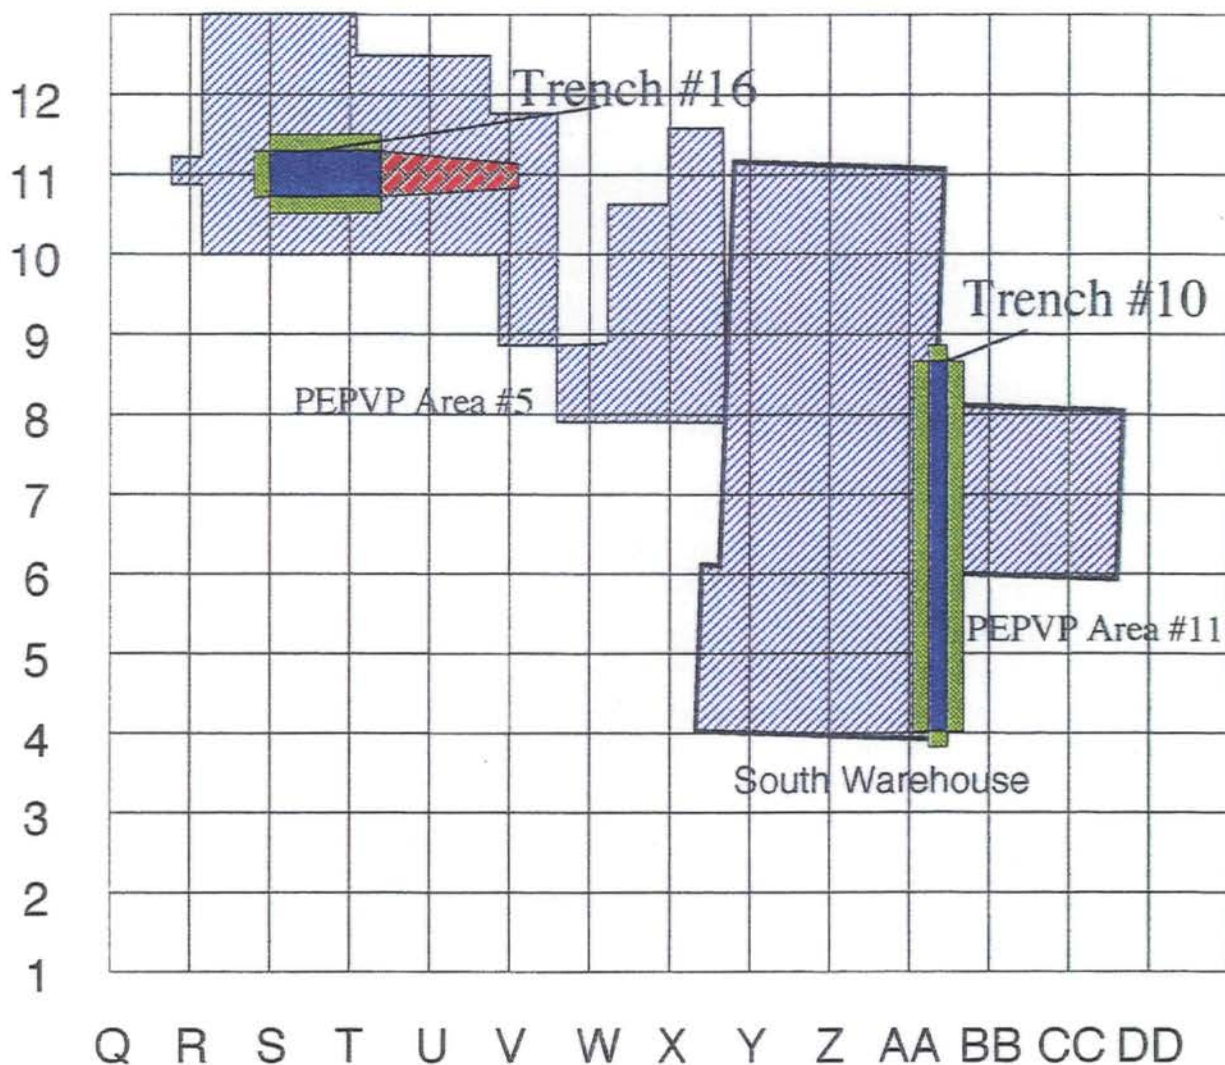 12
Trench #16
11
10
Trench #10
9
PEPVP Area #5
8
7
6
PEPVP Area #11
5
4
South Warehouse
3
2
1
Q R S T U V W X Y Z AA BB CC DD